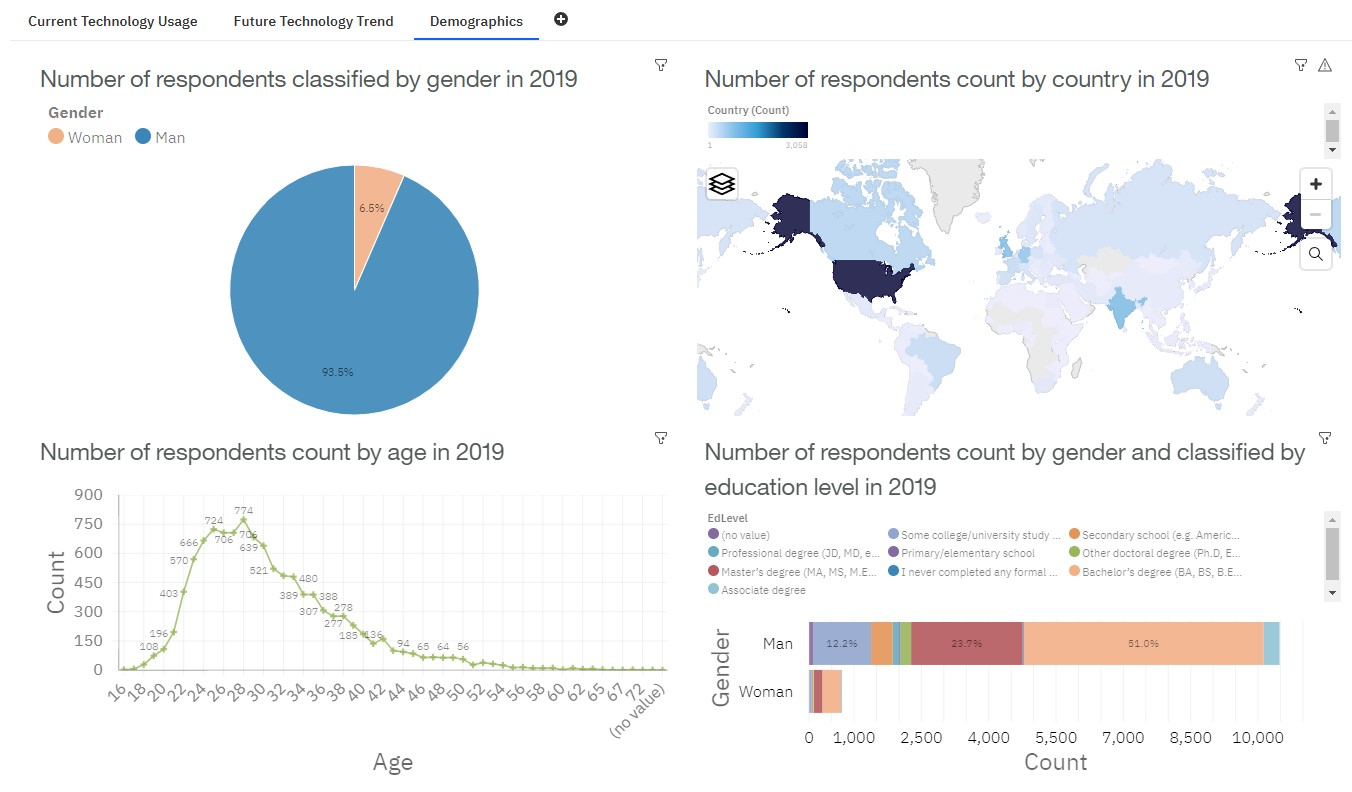 Current Technology Usage Future Technology Trend Demographics
Number of respondents classified by gender in 2019
Gender
Woman Man
6.5%
93.5%
Number of respondents count by country in 2019
Country (Count)
1 3,058
Number of respondents count by age in 2019
Count
900
750
600
450
300
150
0
108
196
403
570
666
724
706
774
706
639
521
480
389
388
307
278
277
185
136
94
65
64
56
16 18 20 22 24 26 28 30 32 34 36 38 40 42 44 46 48 50 52 54 56 58 60 62 65 67 72 (no value)
Age
Number of respondents count by gender and classified by
education level in 2019
EdLevel
(no value) Some college/university study ... Secondary school (e.g. Americ...
Professional degree (JD, MD, e... Primary/elementary school Other doctoral degree (Ph.D, E...
Master's degree (MA, MS, M.E... I never completed any formal ... Bachelor's degree (BA, BS, B.E...
Associate degree
Gender
Man 12.2% 23.7% 51.0%
Woman
0 1,000 2,500 4,000 5,500 7,000 8,500 10,000
Count